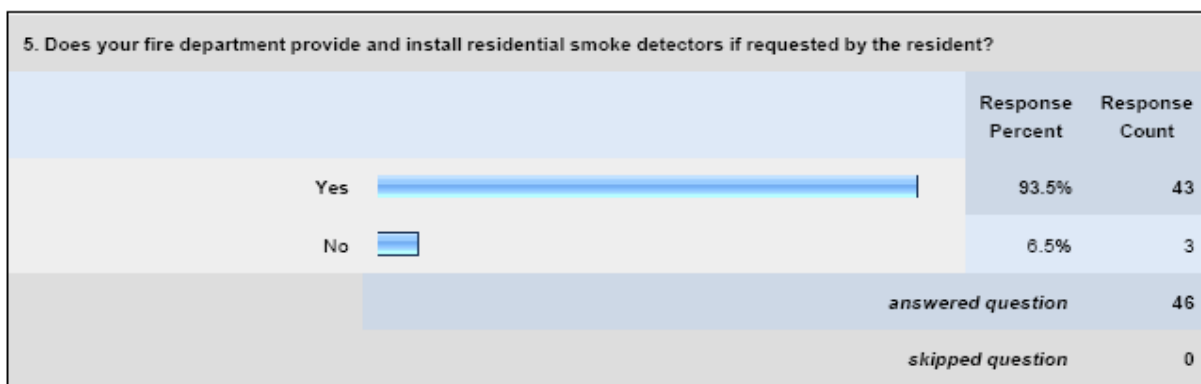 5. Does your fire department provide and install residential smoke detectors if requested by the resident?
Response Percent Response Count
Yes 93.5% 43
No 6.5% 3
answered question 46
skipped question 0